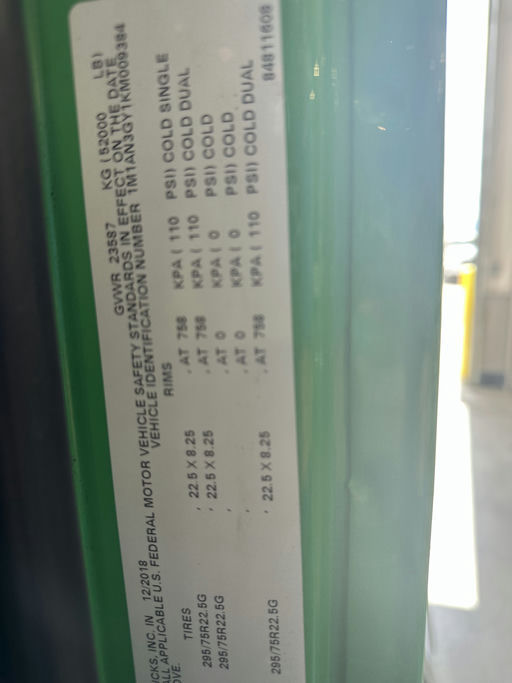 GVWR 23587 KG (52000 LB)
ICKS, INC. IN 12/2018
ALL APPLICABLE U.S. FEDERAL MOTOR VEHICLE SAFETY STANDARDS IN EFFECT ON THE DATE
OVE. VEHICLE IDENTIFICATION NUMBER 1M1AN3GY1KM009384
TIRES RIMS
295/75R22.5G , 22.5 X 8.25 , AT 758 KPA ( 110 PSI) COLD SINGLE
295/75R22.5G , 22.5 X 8.25 , AT 758 KPA ( 110 PSI) COLD DUAL
, , AT 0 KPA ( 0 PSI) COLD
, , AT 0 KPA ( 0 PSI) COLD
295/75R22.5G , 22.5 X 8.25 , AT 758 KPA ( 110 PSI) COLD DUAL
84811608